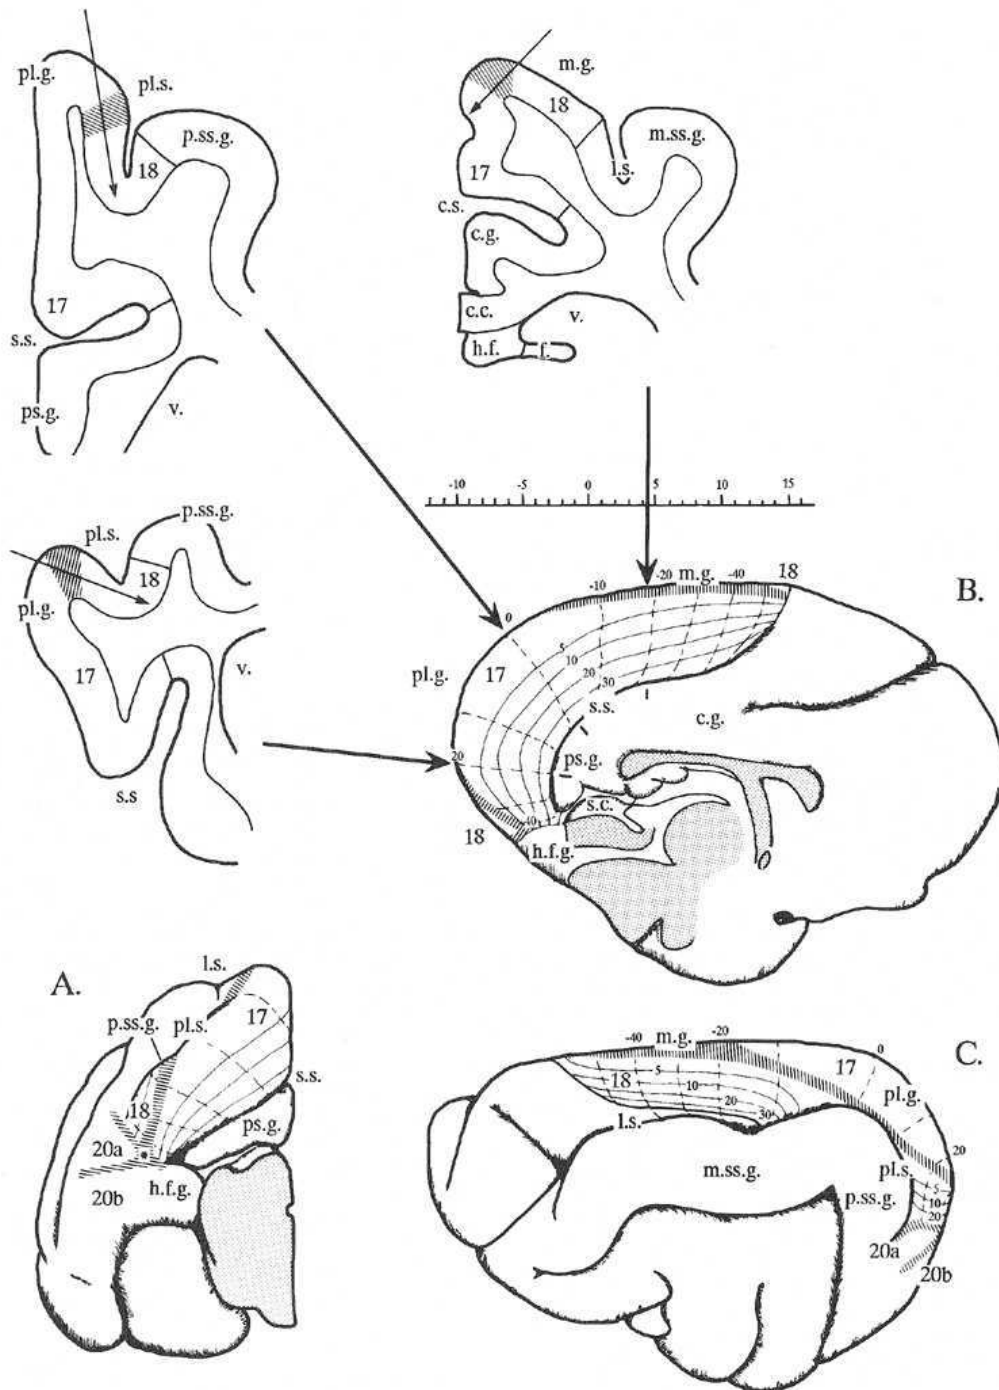 pl.g.
pl.s.
p.ss.g.
18
17
s.s.
ps.g.
v.
m.g.
18
m.ss.g.
l.s.
17
c.s.
c.g.
c.c.
v.
h.f.
f.
-10 -5 0 5 10 15
p.ss.g.
pl.s.
18
pl.g.
17
v.
s.s
B.
-10 -20 m.g. -40 18
0
5
10
20
30
17
pl.g.
s.s.
c.g.
20
ps.g.
s.c.
40
18
h.f.g.
A.
l.s.
p.ss.g.
pl.s.
17
s.s.
18
ps.g.
20a
20b
h.f.g.
C.
-40 m.g. -20 0
17
18
5
10
20
30
pl.g.
l.s.
m.ss.g.
20
pl.s.
p.ss.g.
5
10
20
20a
20b